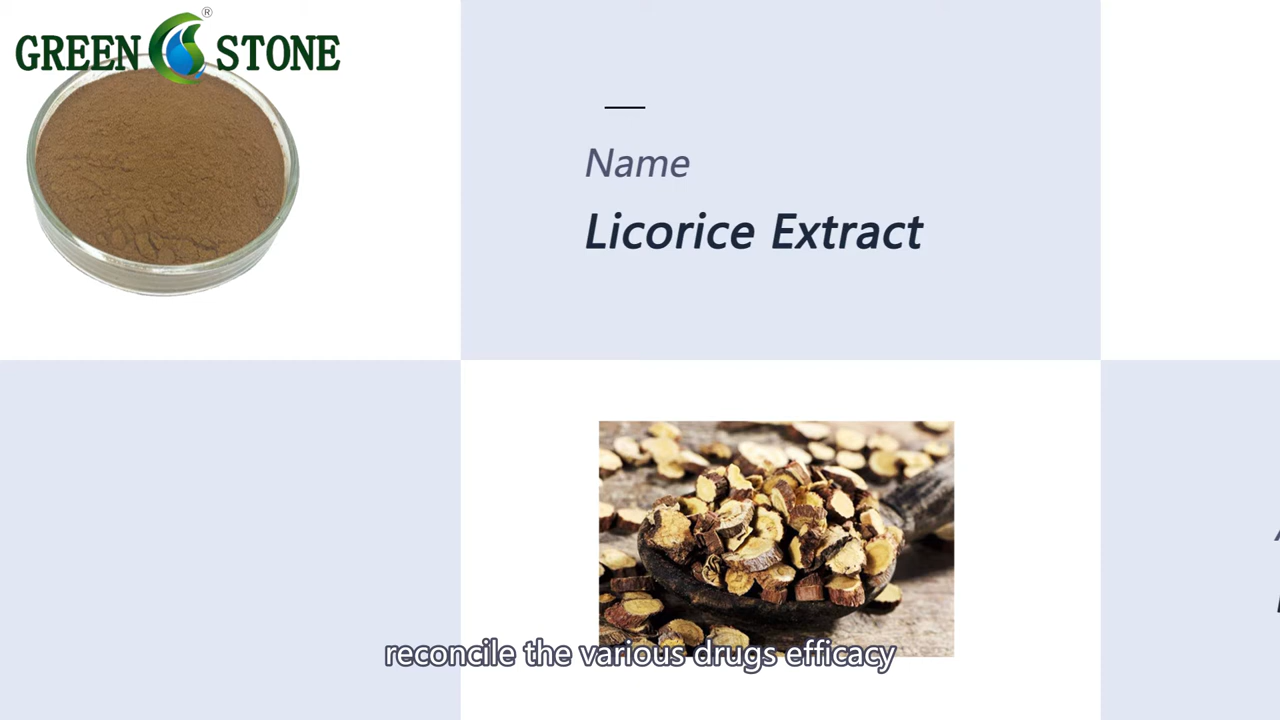 GREEN STONE
®
Name
Licorice Extract
reconcile the various drugs efficacy